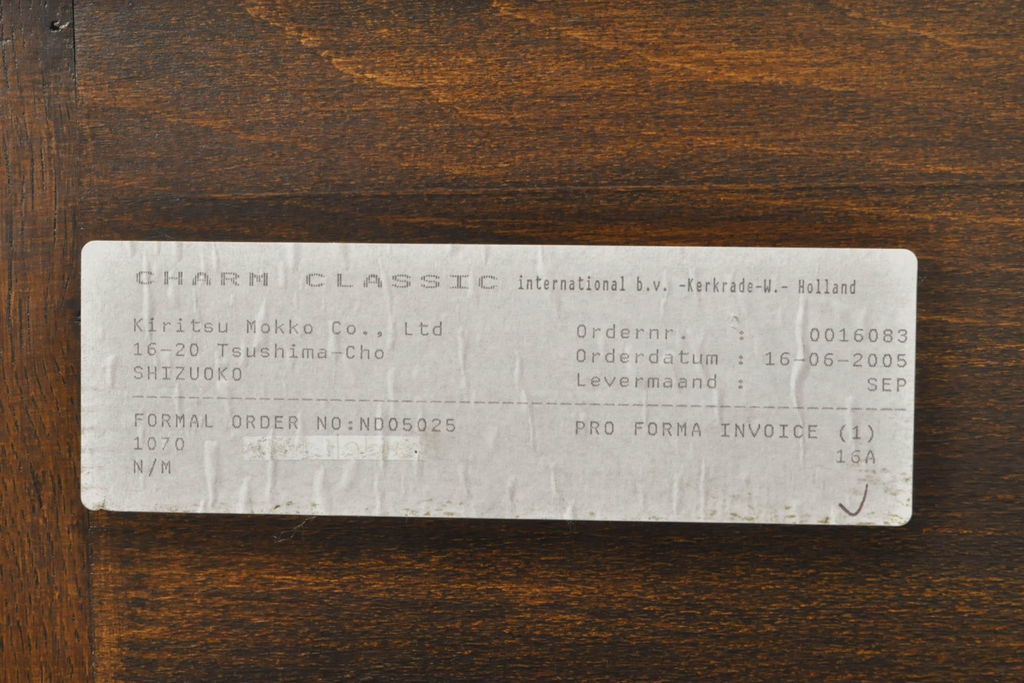 CHARM CLASSIC international b.v. -Kerkrade-W.- Holland
Kiritsu Mokko Co., Ltd
16-20 Tsushima-Cho
SHIZUOKO
Ordernr. : 0016083
Orderdatum : 16-06-2005
Levermaand : SEP
FORMAL ORDER NO:ND05025
1070
N/M
PRO FORMA INVOICE (1)
16A